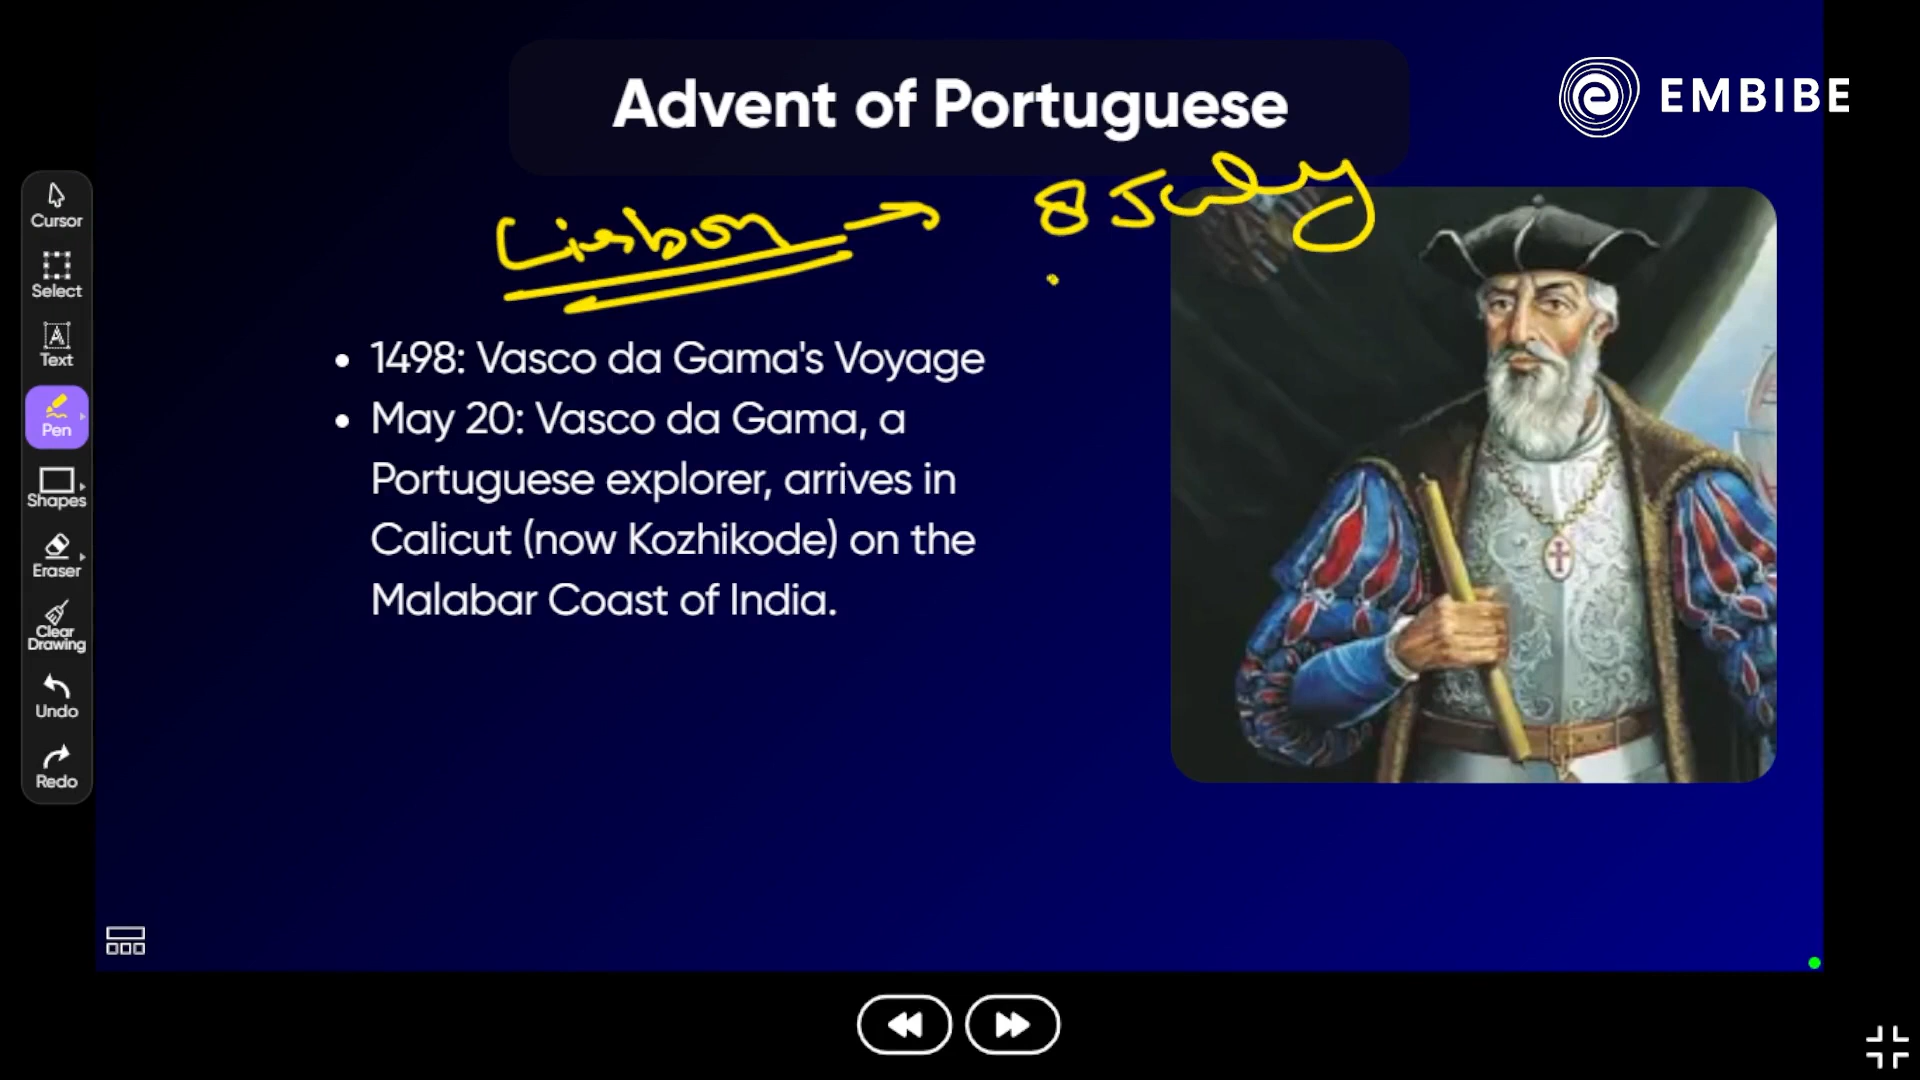 Advent of Portuguese
EMBIBE
Lisbon → 8 July
• 1498: Vasco da Gama's Voyage
• May 20: Vasco da Gama, a
Portuguese explorer, arrives in
Calicut (now Kozhikode) on the
Malabar Coast of India.
Cursor
Select
Text
Pen
Shapes
Eraser
Clear
Drawing
Undo
Redo